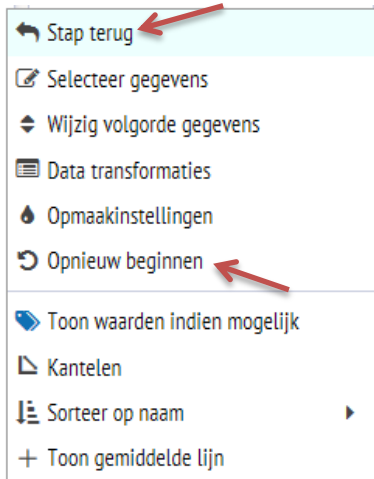 Stap terug
Selecteer gegevens
Wijzig volgorde gegevens
Data transformaties
Opmaakinstellingen
Opnieuw beginnen
Toon waarden indien mogelijk
Kantelen
Sorteer op naam
Toon gemiddelde lijn